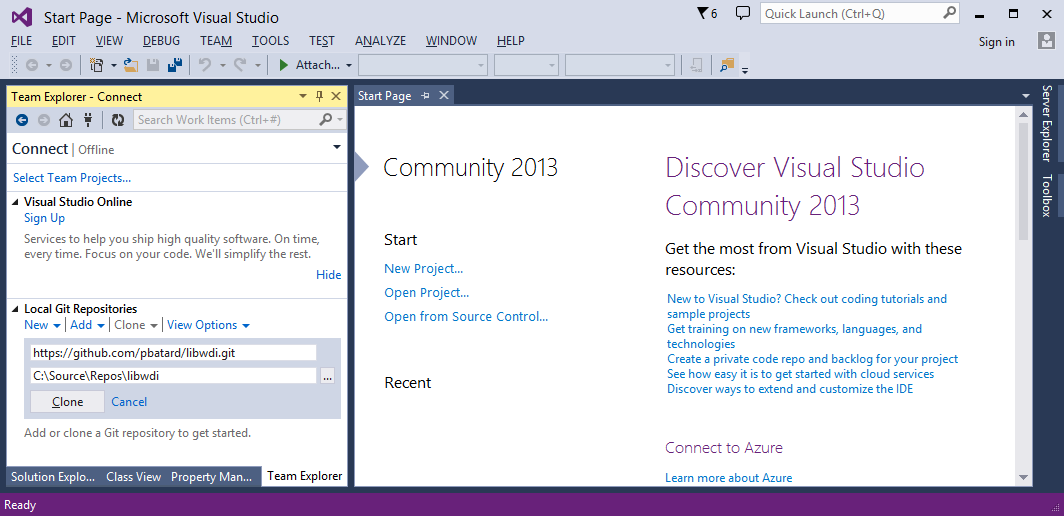 Start Page - Microsoft Visual Studio
6
Quick Launch (Ctrl+Q)
FILE EDIT VIEW DEBUG TEAM TOOLS TEST ANALYZE WINDOW HELP
Sign in
Attach...
Team Explorer - Connect
Search Work Items (Ctrl+#)
Connect | Offline
Select Team Projects...
Visual Studio Online
Sign Up
Services to help you ship high quality software. On time,
every time. Focus on your code. We'll simplify the rest.
Hide
Local Git Repositories
New | Add | Clone | View Options
https://github.com/pbatard/libwdi.git
C:\Source\Repos\libwdi
...
Clone Cancel
Add or clone a Git repository to get started.
Solution Explo... Class View Property Man... Team Explorer
Start Page
Community 2013
Start
New Project...
Open Project...
Open from Source Control...
Recent
Discover Visual Studio
Community 2013
Get the most from Visual Studio with these
resources:
New to Visual Studio? Check out coding tutorials and
sample projects
Get training on new frameworks, languages, and
technologies
Create a private code repo and backlog for your project
See how easy it is to get started with cloud services
Discover ways to extend and customize the IDE
Connect to Azure
Learn more about Azure
Server Explorer
Toolbox
Ready